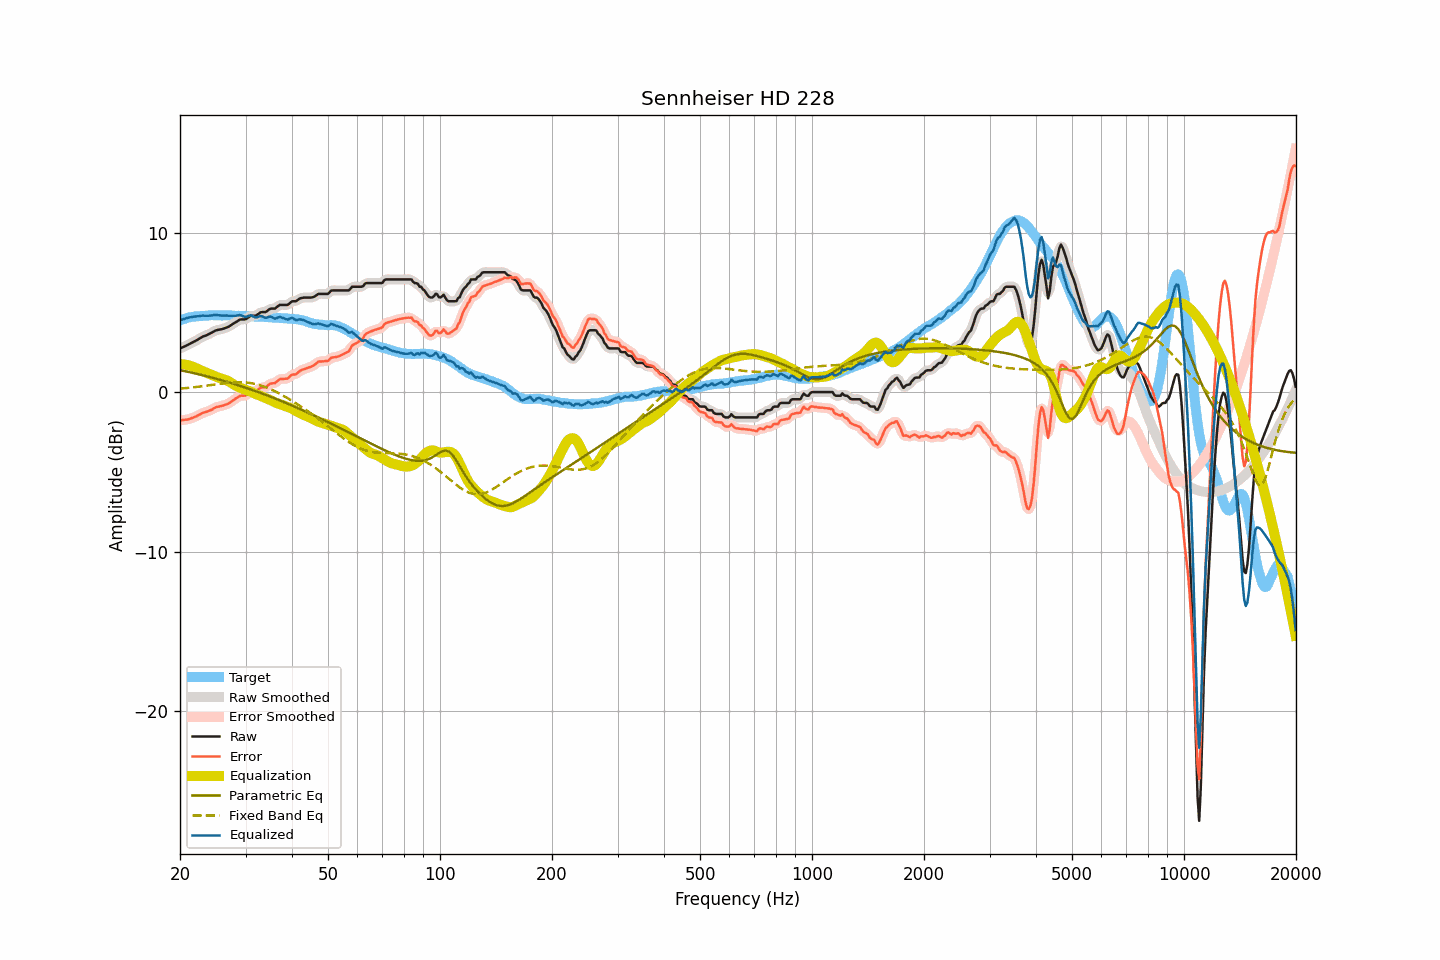 Sennheiser HD 228
Amplitude (dBr)
10
0
−10
−20
Target
Raw Smoothed
Error Smoothed
Raw
Error
Equalization
Parametric Eq
Fixed Band Eq
Equalized
20 50 100 200 500 1000 2000 5000 10000 20000
Frequency (Hz)